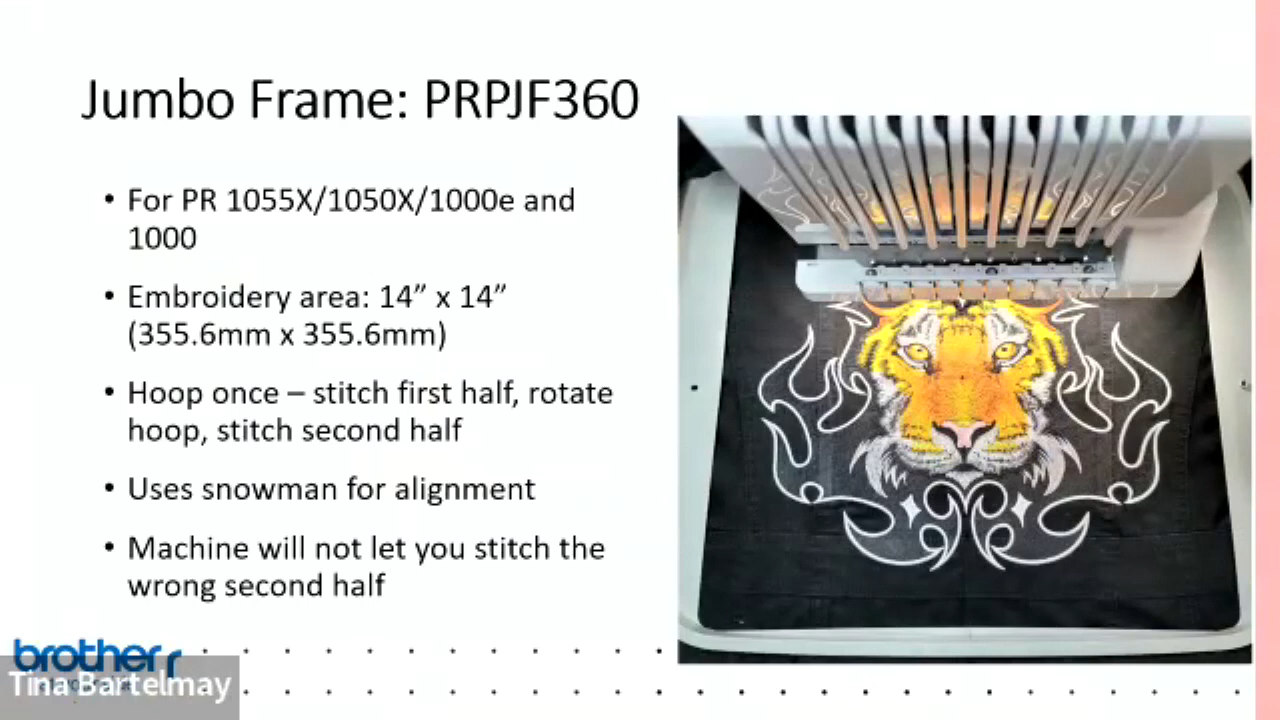 Jumbo Frame: PRPJF360
• For PR 1055X/1050X/1000e and
1000
• Embroidery area: 14” x 14”
(355.6mm x 355.6mm)
• Hoop once – stitch first half, rotate
hoop, stitch second half
• Uses snowman for alignment
• Machine will not let you stitch the
wrong second half
brother
Tina Bartelmay